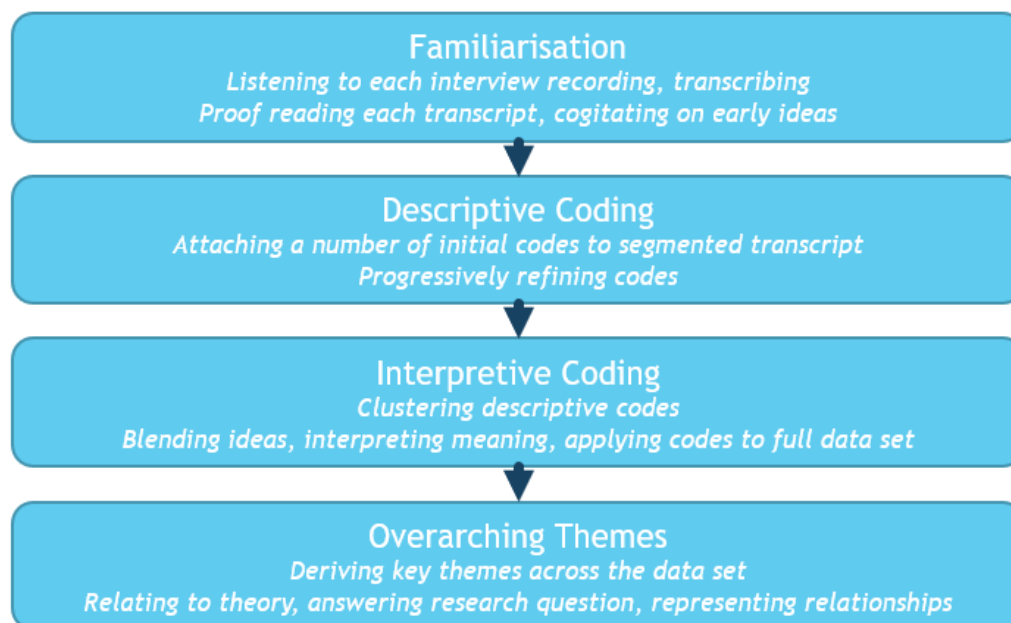 Familiarisation
Listening to each interview recording, transcribing
Proof reading each transcript, cogitating on early ideas
Descriptive Coding
Attaching a number of initial codes to segmented transcript
Progressively refining codes
Interpretive Coding
Clustering descriptive codes
Blending ideas, interpreting meaning, applying codes to full data set
Overarching Themes
Deriving key themes across the data set
Relating to theory, answering research question, representing relationships